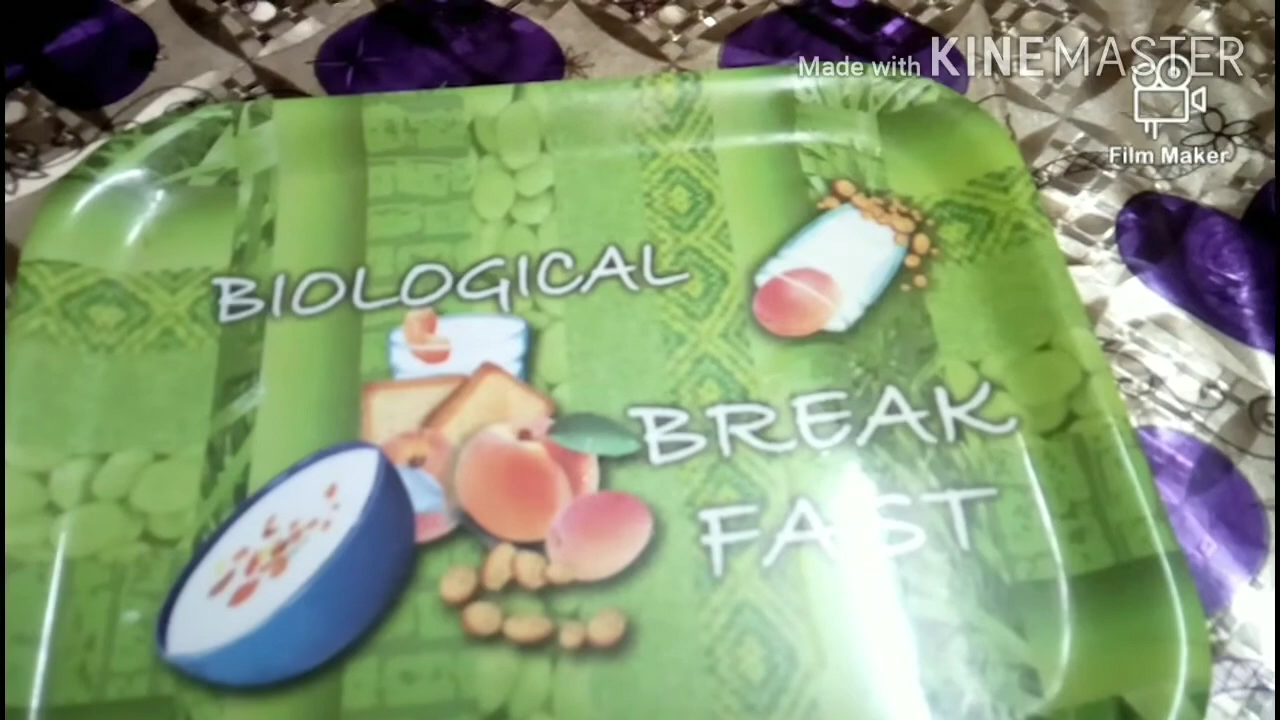 Made with KINEMASTER
Film Maker
BIOLOGICAL
BREAK
FAST